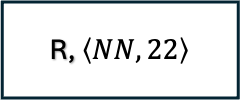 R, ⟨NN, 22⟩